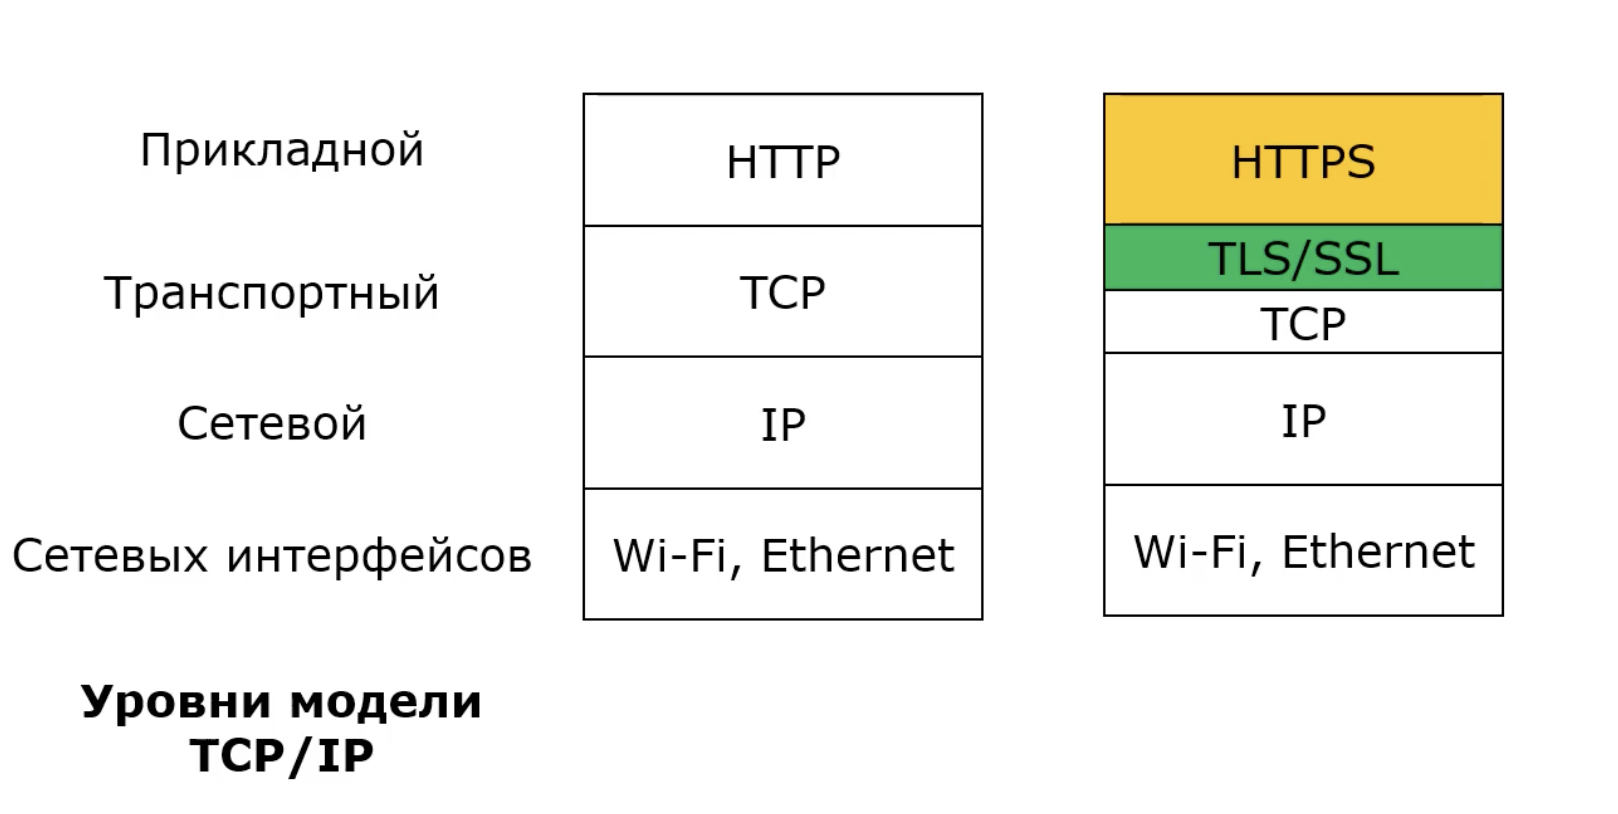 Прикладной
HTTP
HTTPS
TLS/SSL
Транспортный
TCP
TCP
Сетевой
IP
IP
Сетевых интерфейсов
Wi-Fi, Ethernet
Wi-Fi, Ethernet
Уровни модели
TCP/IP